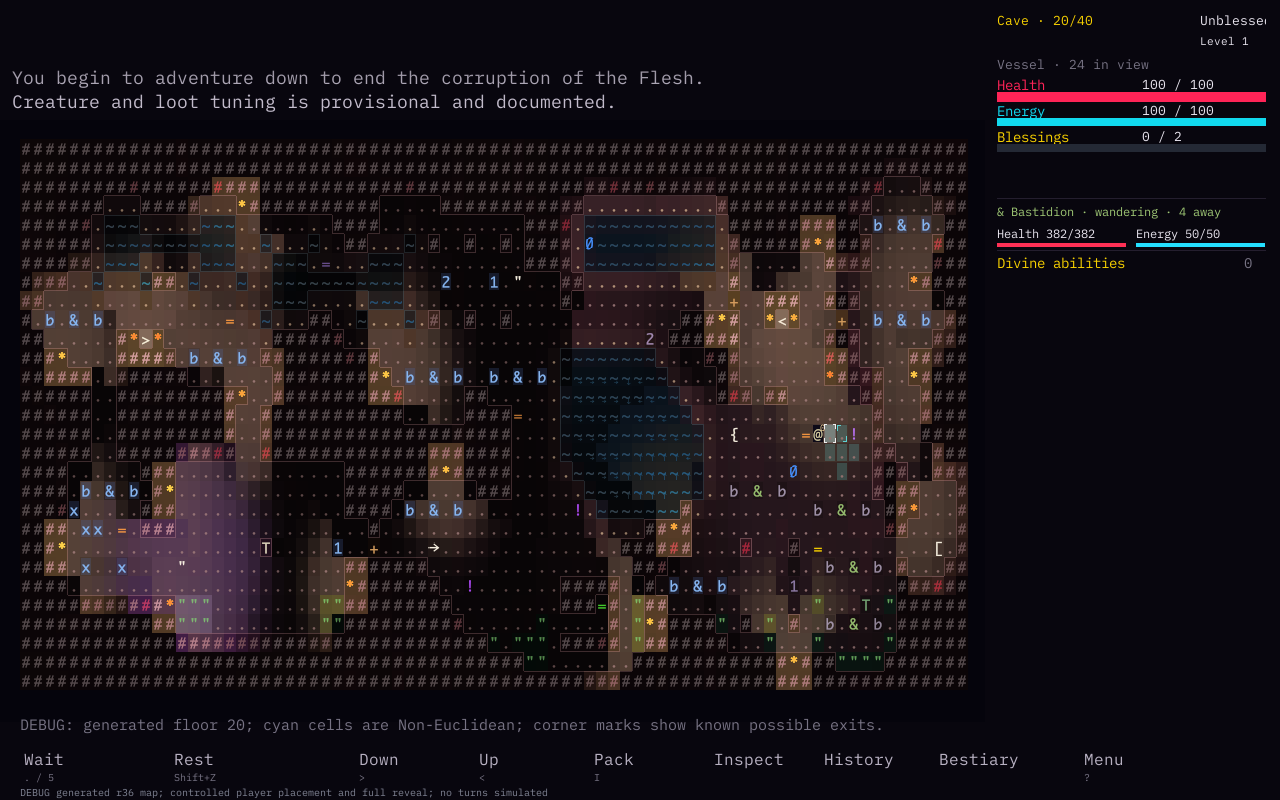 Cave · 20/40
Unblessed
Level 1
You begin to adventure down to end the corruption of the Flesh.
Creature and loot tuning is provisional and documented.
Vessel · 24 in view
Health 100 / 100
Energy 100 / 100
Blessings 0 / 2
& Bastidion · wandering · 4 away
Health 382/382 Energy 50/50
Divine abilities 0
DEBUG: generated floor 20; cyan cells are Non-Euclidean; corner marks show known possible exits.
Wait Rest Down Up Pack Inspect History Bestiary Menu
. / 5 Shift+Z > < I ?
DEBUG generated r36 map; controlled player placement and full reveal; no turns simulated